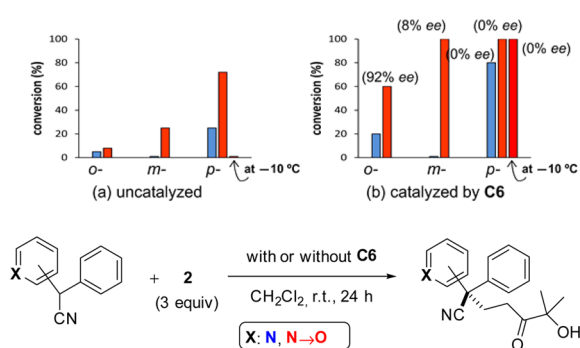 (8% ee) (0% ee)
100 100
conversion (%) conversion (%)
80 80
60 60
40 40
20 20
0 0
(92% ee) (0% ee) (0% ee)
o- m- p- at −10 ºC o- m- p- at −10 ºC
(a) uncatalyzed (b) catalyzed by C6
X CN + 2 with or without C6 X NC O OH
(3 equiv) CH2Cl2, r.t., 24 h
X: N, N→O